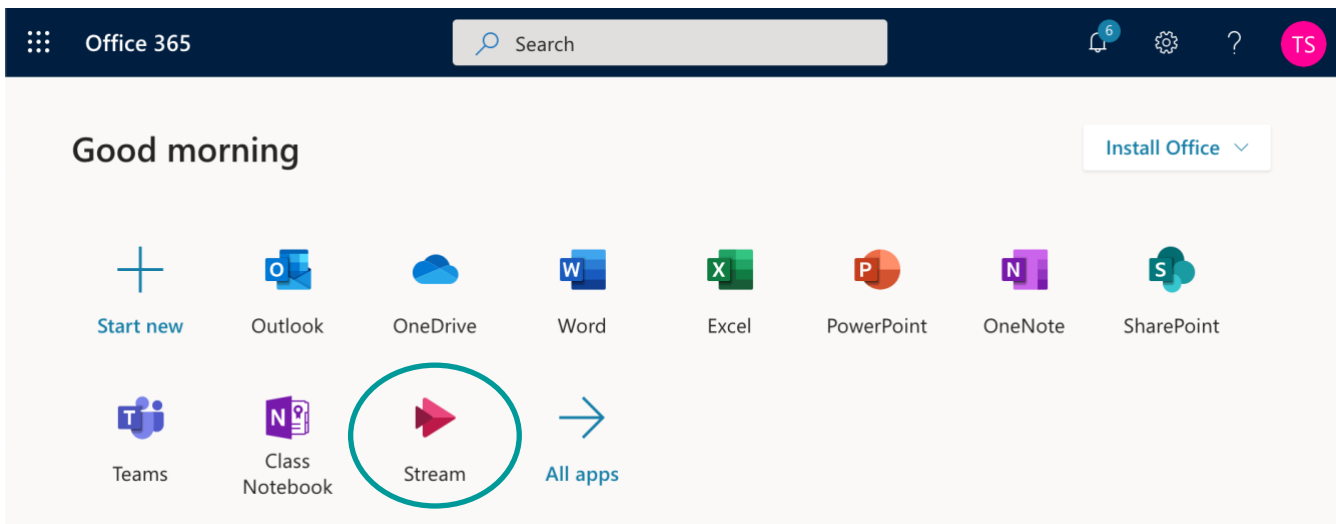 Office 365
Search
6
?
TS
Good morning
Install Office
Start new
O
Outlook
OneDrive
W
Word
X
Excel
P
PowerPoint
N
OneNote
S
SharePoint
T
Teams
N
Class
Notebook
Stream
All apps